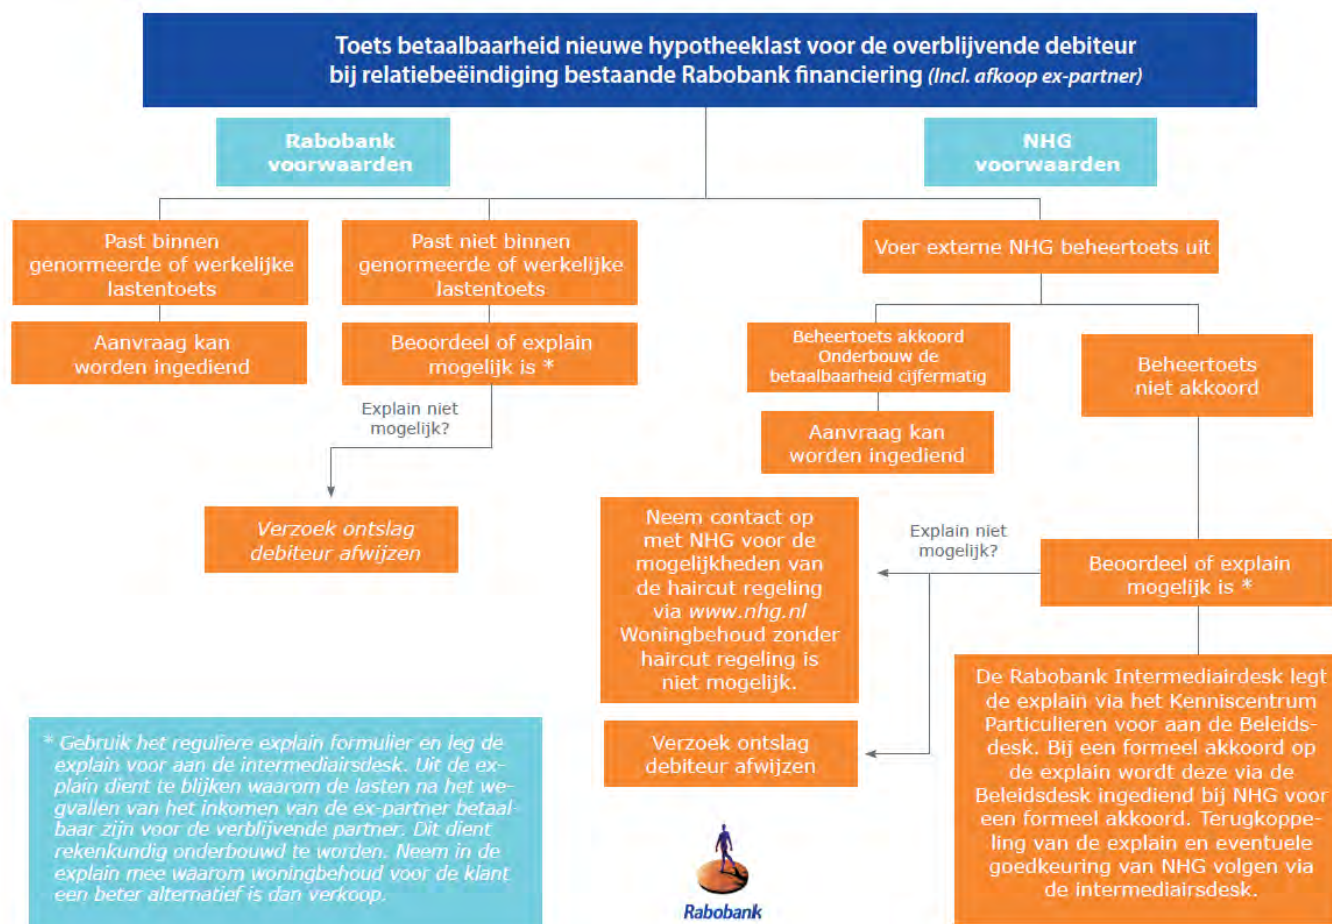 Toets betaalbaarheid nieuwe hypotheeklast voor de overblijvende debiteur
bij relatiebeëindiging bestaande Rabobank financiering (Incl. afkoop ex-partner)
Rabobank
voorwaarden
NHG
voorwaarden
Past binnen
genormeerde of werkelijke
lastentoets
Past niet binnen
genormeerde of werkelijke
lastentoets
Voer externe NHG beheertoets uit
Aanvraag kan
worden ingediend
Beoordeel of explain
mogelijk is *
Beheertoets akkoord
Onderbouw de
betaalbaarheid cijfermatig
Beheertoets
niet akkoord
Explain niet
mogelijk?
Aanvraag kan
worden ingediend
Verzoek ontslag
debiteur afwijzen
Neem contact op
met NHG voor de
mogelijkheden van
de haircut regeling
via www.nhg.nl
Woningbehoud zonder
haircut regeling is
niet mogelijk.
Explain niet
mogelijk?
Beoordeel of explain
mogelijk is *
Verzoek ontslag
debiteur afwijzen
De Rabobank Intermediairdesk legt
de explain via het Kenniscentrum
Particulieren voor aan de Beleids-
desk. Bij een formeel akkoord op
de explain wordt deze via de
Beleidsdesk ingediend bij NHG voor
een formeel akkoord. Terugkoppe-
ling van de explain en eventuele
goedkeuring van NHG volgen via
de intermediairsdesk.
* Gebruik het reguliere explain formulier en leg de
explain voor aan de intermediairsdesk. Uit de ex-
plain dient te blijken waarom de lasten na het we-
gvallen van het inkomen van de ex-partner betaal-
baar zijn voor de verblijvende partner. Dit dient
rekenkundig onderbouwd te worden. Neem in de
explain mee waarom woningbehoud voor de klant
een beter alternatief is dan verkoop.
Rabobank